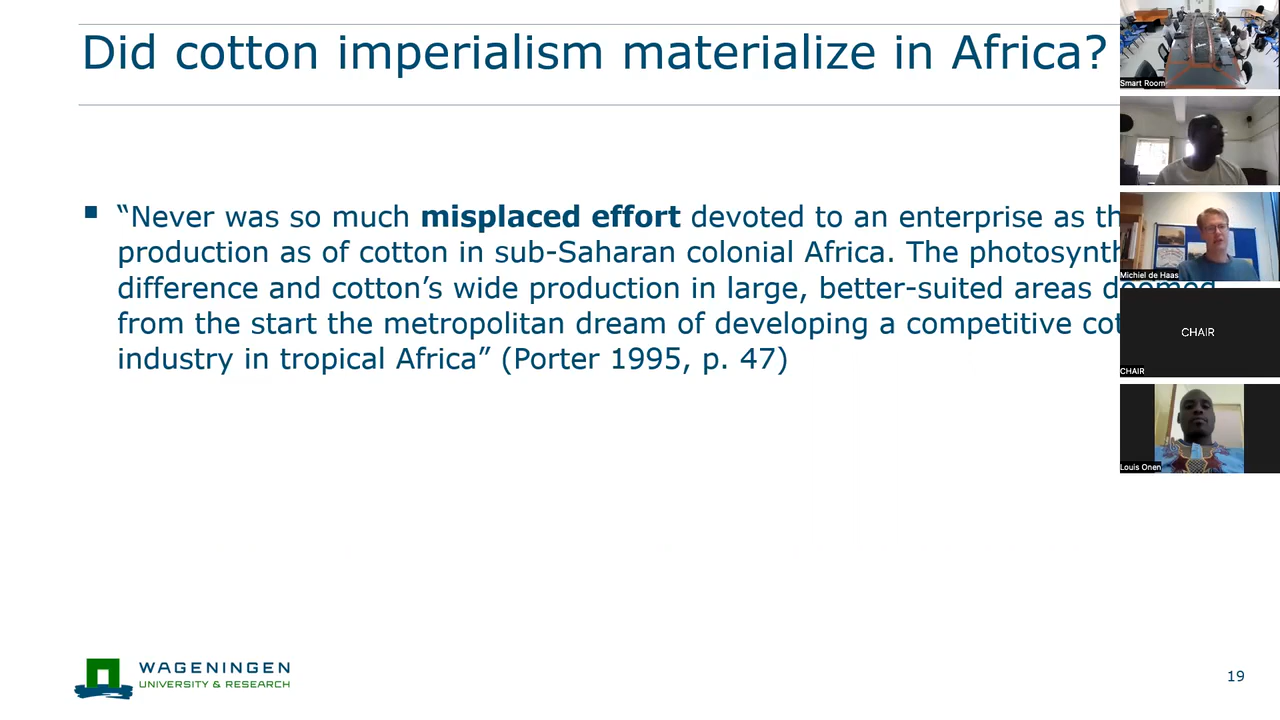 Did cotton imperialism materialize in Africa?
“Never was so much misplaced effort devoted to an enterprise as
production as of cotton in sub-Saharan colonial Africa. The
difference and cotton’s wide production in large, better-suited areas doomed
from the start the metropolitan dream of developing a competitive
industry in tropical Africa” (Porter 1995, p. 47)
WAGENINGEN
UNIVERSITY & RESEARCH
19
Smart Room
Michiel de Haas
CHAIR
CHAIR
Louis Onen